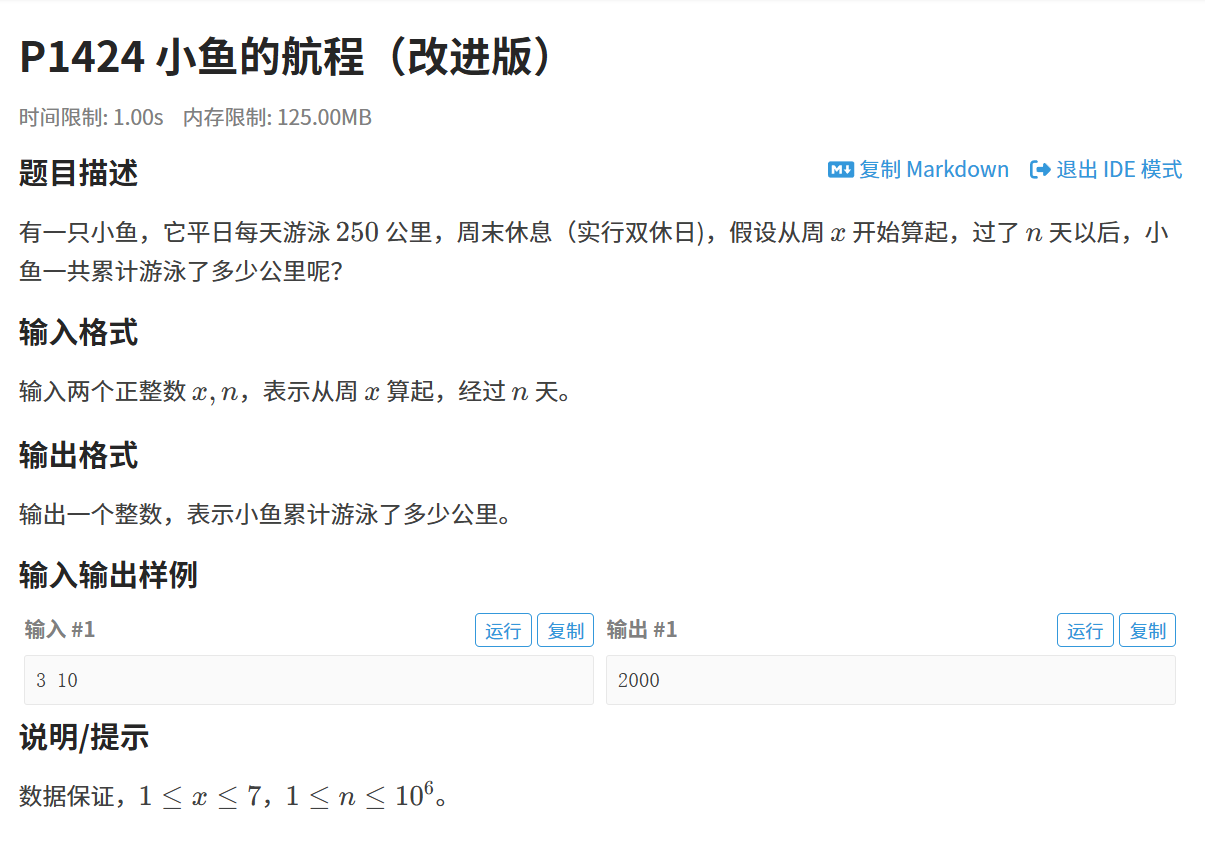 P1424 小鱼的航程（改进版）
时间限制: 1.00s 内存限制: 125.00MB
题目描述
复制 Markdown 退出 IDE 模式
有一只小鱼，它平日每天游泳 250 公里，周末休息（实行双休日)，假设从周 x 开始算起，过了 n 天以后，小
鱼一共累计游泳了多少公里呢？
输入格式
输入两个正整数 x, n，表示从周 x 算起，经过 n 天。
输出格式
输出一个整数，表示小鱼累计游泳了多少公里。
输入输出样例
输入 #1 运行 复制 输出 #1 运行 复制
3 10 2000
说明/提示
数据保证，1 ≤ x ≤ 7，1 ≤ n ≤ 10^6。